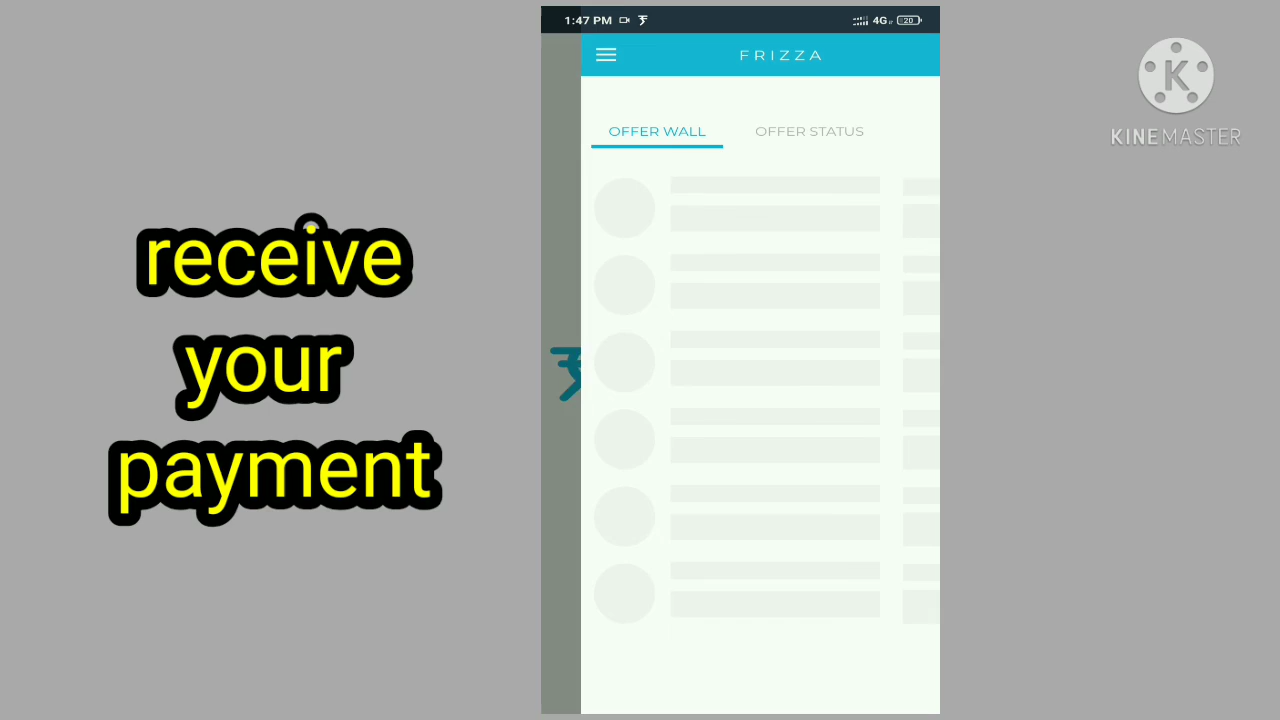 1:47 PM
4G
20
FRIZZA
OFFER WALL
OFFER STATUS
receive
your
payment
K
KINEMASTER